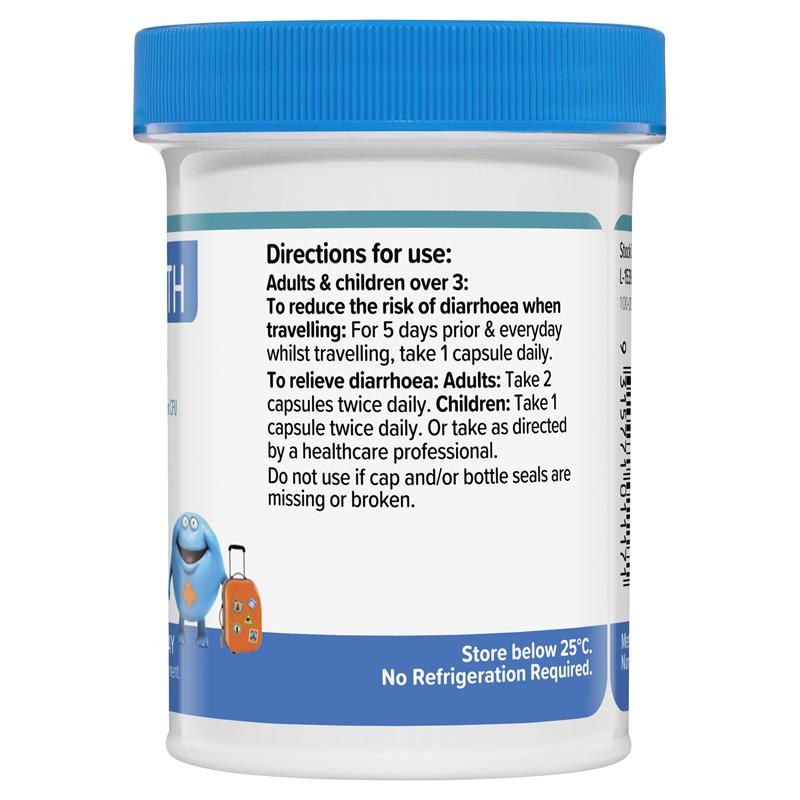 Directions for use:
Adults & children over 3:
To reduce the risk of diarrhoea when
travelling: For 5 days prior & everyday
whilst travelling, take 1 capsule daily.
To relieve diarrhoea: Adults: Take 2
capsules twice daily. Children: Take 1
capsule twice daily. Or take as directed
by a healthcare professional.
Do not use if cap and/or bottle seals are
missing or broken.
Store below 25°C.
No Refrigeration Required.
TH
CFU
AY